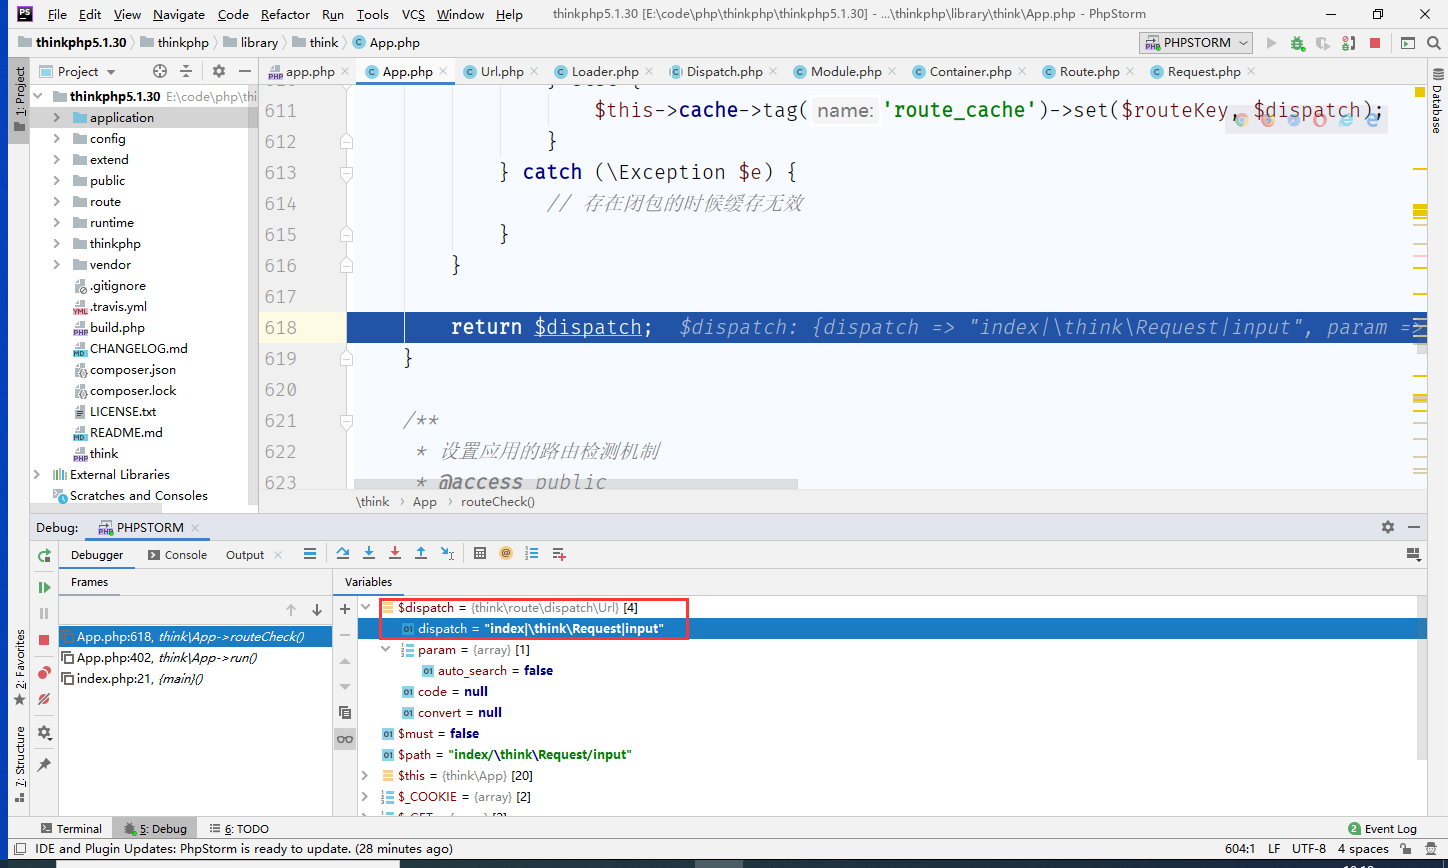 File Edit View Navigate Code Refactor Run Tools VCS Window Help thinkphp5.1.30 [E:\code\php\thinkphp\thinkphp5.1.30] - ...\thinkphp\library\think\App.php - PhpStorm
thinkphp5.1.30 thinkphp library think App.php PHPSTORM
1: Project
Project
app.php App.php Url.php Loader.php Dispatch.php Module.php Container.php Route.php Request.php
Database
thinkphp5.1.30 E:\code\php\thi
application
config
extend
public
route
runtime
thinkphp
vendor
.gitignore
.travis.yml
build.php
CHANGELOG.md
composer.json
composer.lock
LICENSE.txt
README.md
think
External Libraries
Scratches and Consoles
611 $this->cache->tag( name: 'route_cache')->set($routeKey, $dispatch);
612 }
613 } catch (\Exception $e) {
614 // 存在闭包的时候缓存无效
615 }
616 }
617
618 return $dispatch; $dispatch: {dispatch => "index|\think\Request|input", param =>
619 }
620
621 /**
622 * 设置应用的路由检测机制
623 * @access public
\think App routeCheck()
Debug: PHPSTORM
Debugger Console Output
Frames
App.php:618, think\App->routeCheck()
App.php:402, think\App->run()
index.php:21, {main}()
Variables
$dispatch = {think\route\dispatch\Url} [4]
dispatch = "index|\think\Request|input"
param = {array} [1]
auto_search = false
code = null
convert = null
$must = false
$path = "index/\think\Request/input"
$this = {think\App} [20]
$_COOKIE = {array} [2]
2: Favorites
7: Structure
Terminal 5: Debug 6: TODO 2 Event Log
IDE and Plugin Updates: PhpStorm is ready to update. (28 minutes ago) 604:1 LF UTF-8 4 spaces